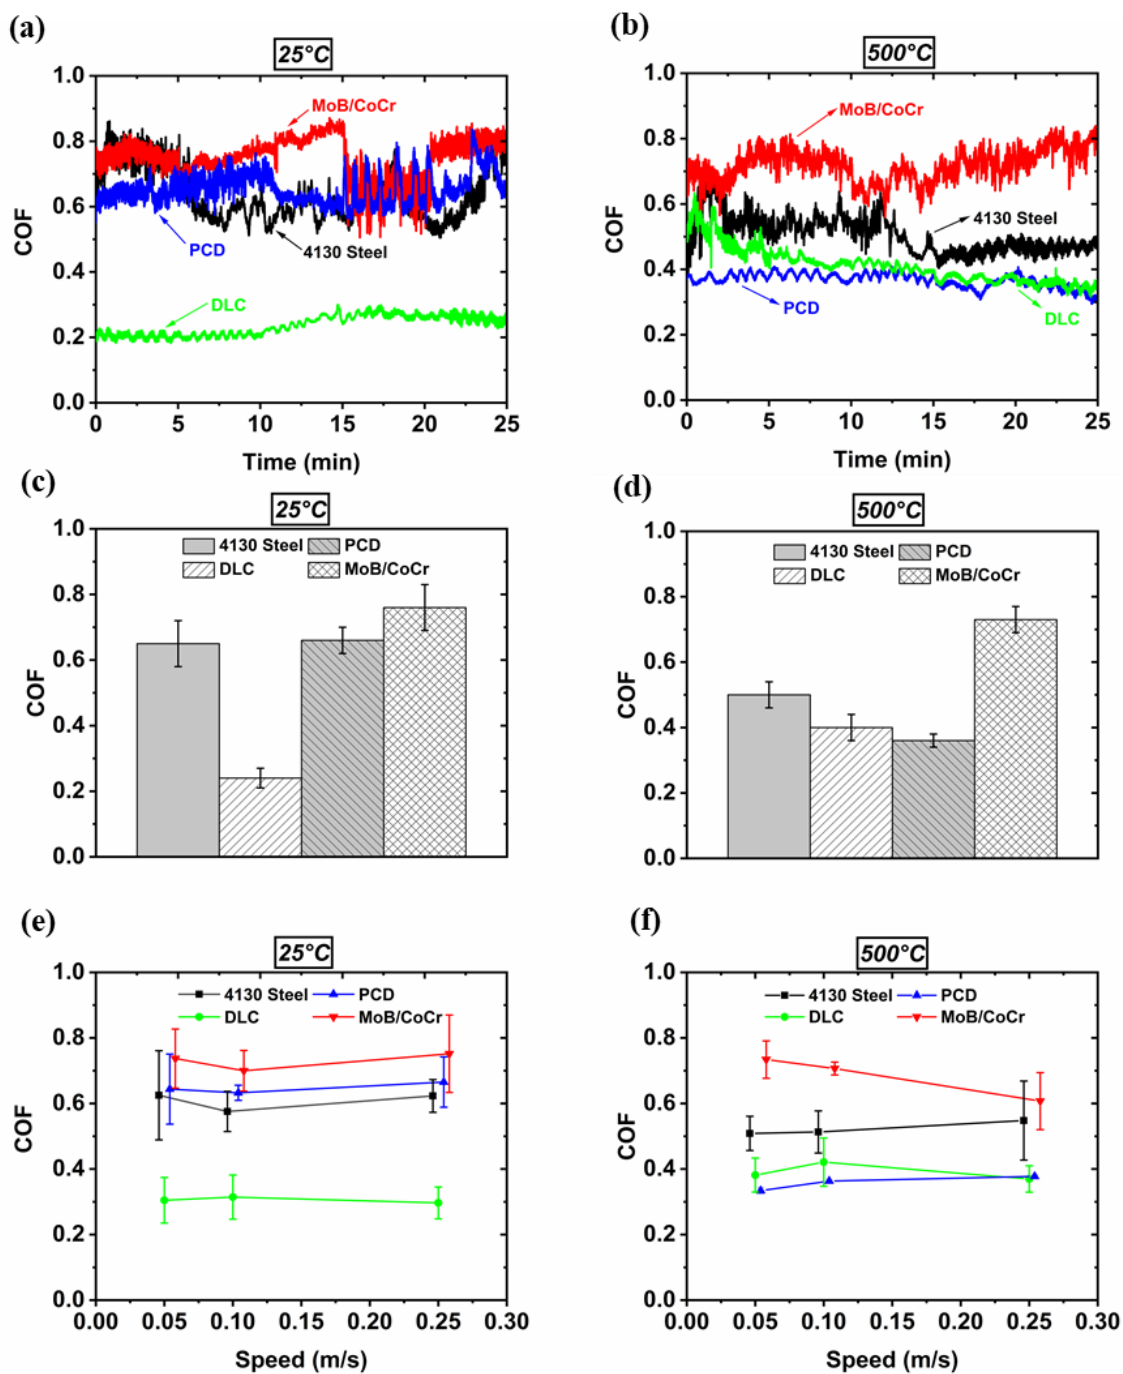 (a)
25°C
1.0
0.8
0.6
0.4
0.2
0.0
COF
MoB/CoCr
PCD
4130 Steel
DLC
0 5 10 15 20 25
Time (min)
(b)
500°C
1.0
0.8
0.6
0.4
0.2
0.0
COF
MoB/CoCr
4130 Steel
PCD
DLC
0 5 10 15 20 25
Time (min)
(c)
25°C
1.0
0.8
0.6
0.4
0.2
0.0
COF
4130 Steel PCD
DLC MoB/CoCr
(d)
500°C
1.0
0.8
0.6
0.4
0.2
0.0
COF
4130 Steel PCD
DLC MoB/CoCr
(e)
25°C
1.0
0.8
0.6
0.4
0.2
0.0
COF
4130 Steel PCD
DLC MoB/CoCr
0.00 0.05 0.10 0.15 0.20 0.25 0.30
Speed (m/s)
(f)
500°C
1.0
0.8
0.6
0.4
0.2
0.0
COF
4130 Steel PCD
DLC MoB/CoCr
0.00 0.05 0.10 0.15 0.20 0.25 0.30
Speed (m/s)